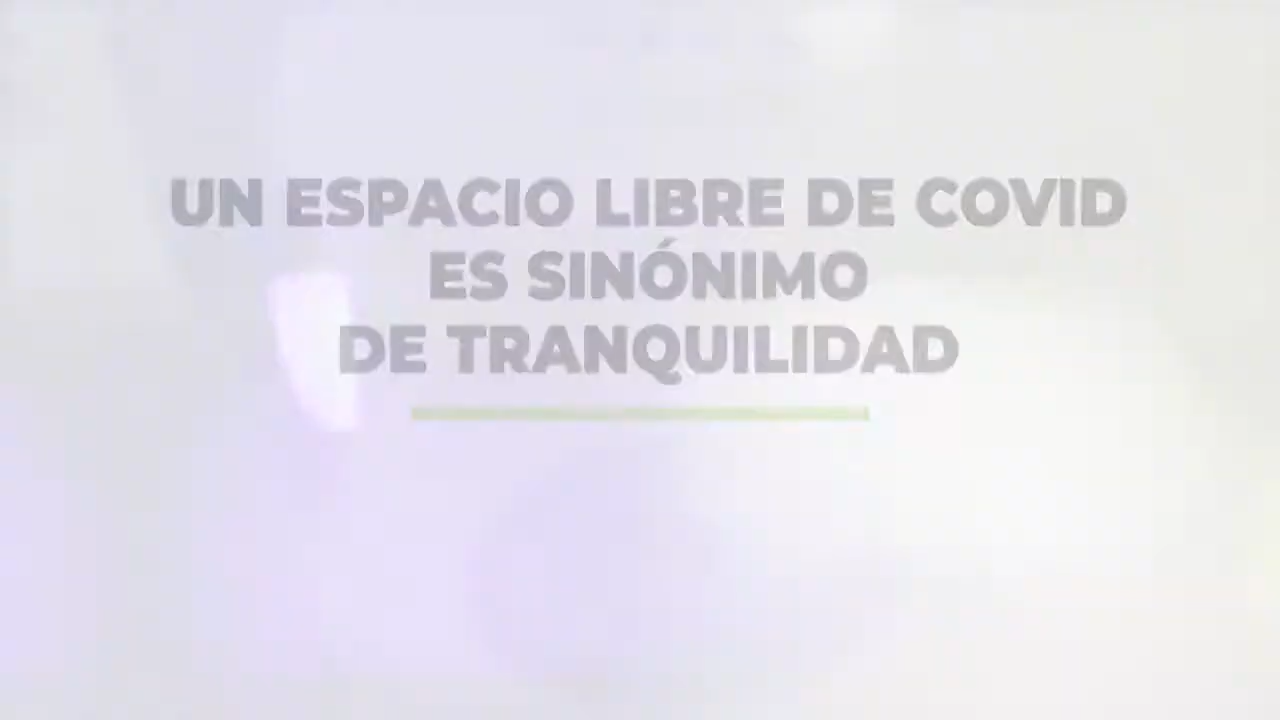 UN ESPACIO LIBRE DE COVID
ES SINÓNIMO
DE TRANQUILIDAD